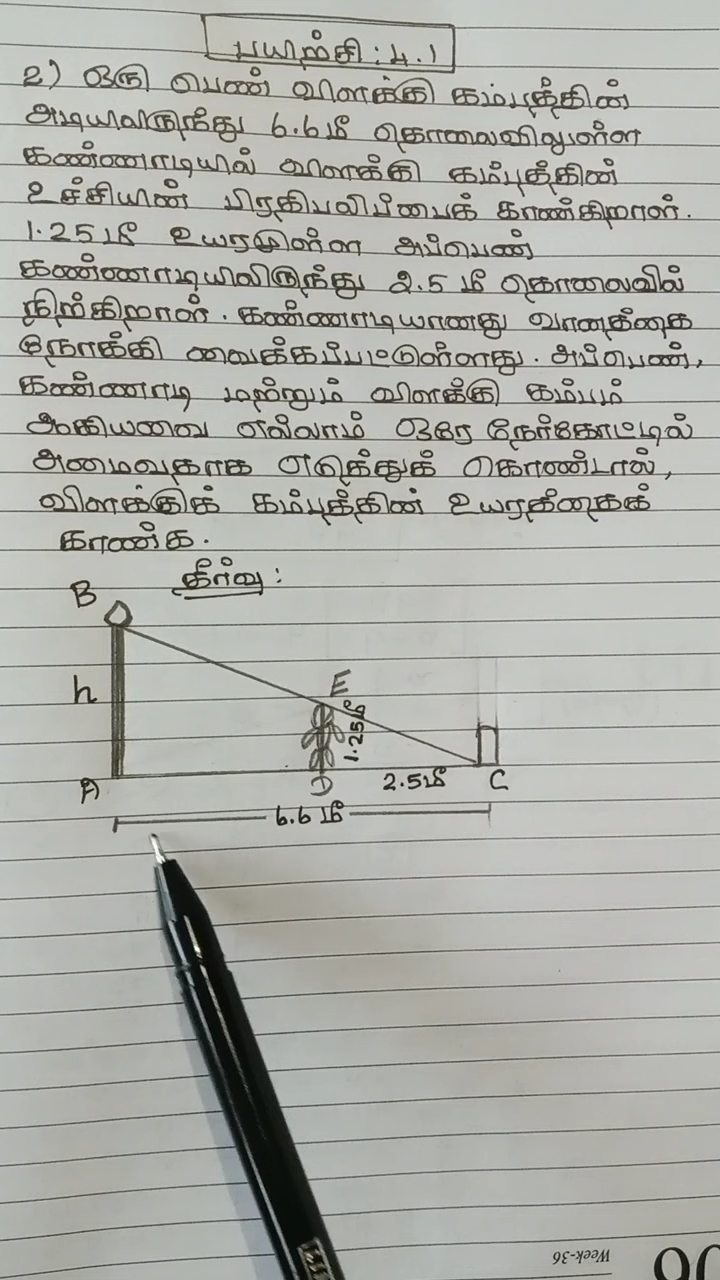 பயிற்சி : 4.1
2) ஒரு பெண் விளக்கு கம்பத்தின்
அடியிலிருந்து 6.6 மீ தொலைவிலுள்ள
கண்ணாடியில் விளக்கு கம்பத்தின்
உச்சியின் பிரதிபலிப்பைக் காண்கிறாள்.
1.25 மீ உயரமுள்ள அப்பெண்
கண்ணாடியிலிருந்து 2.5 மீ தொலைவில்
நிற்கிறாள். கண்ணாடியானது வானத்தை
நோக்கி வைக்கப்பட்டுள்ளது. அப்பெண்,
கண்ணாடி மற்றும் விளக்கு கம்பம்
ஆகியவை எல்லாம் ஒரே நேர்கோட்டில்
அமைவதாக எடுத்துக் கொண்டால்,
விளக்குக் கம்பத்தின் உயரத்தைக்
காண்க.
தீர்வு :
B
E
h
1.25மீ
A D 2.5மீ C
6.6 மீ
Week-36